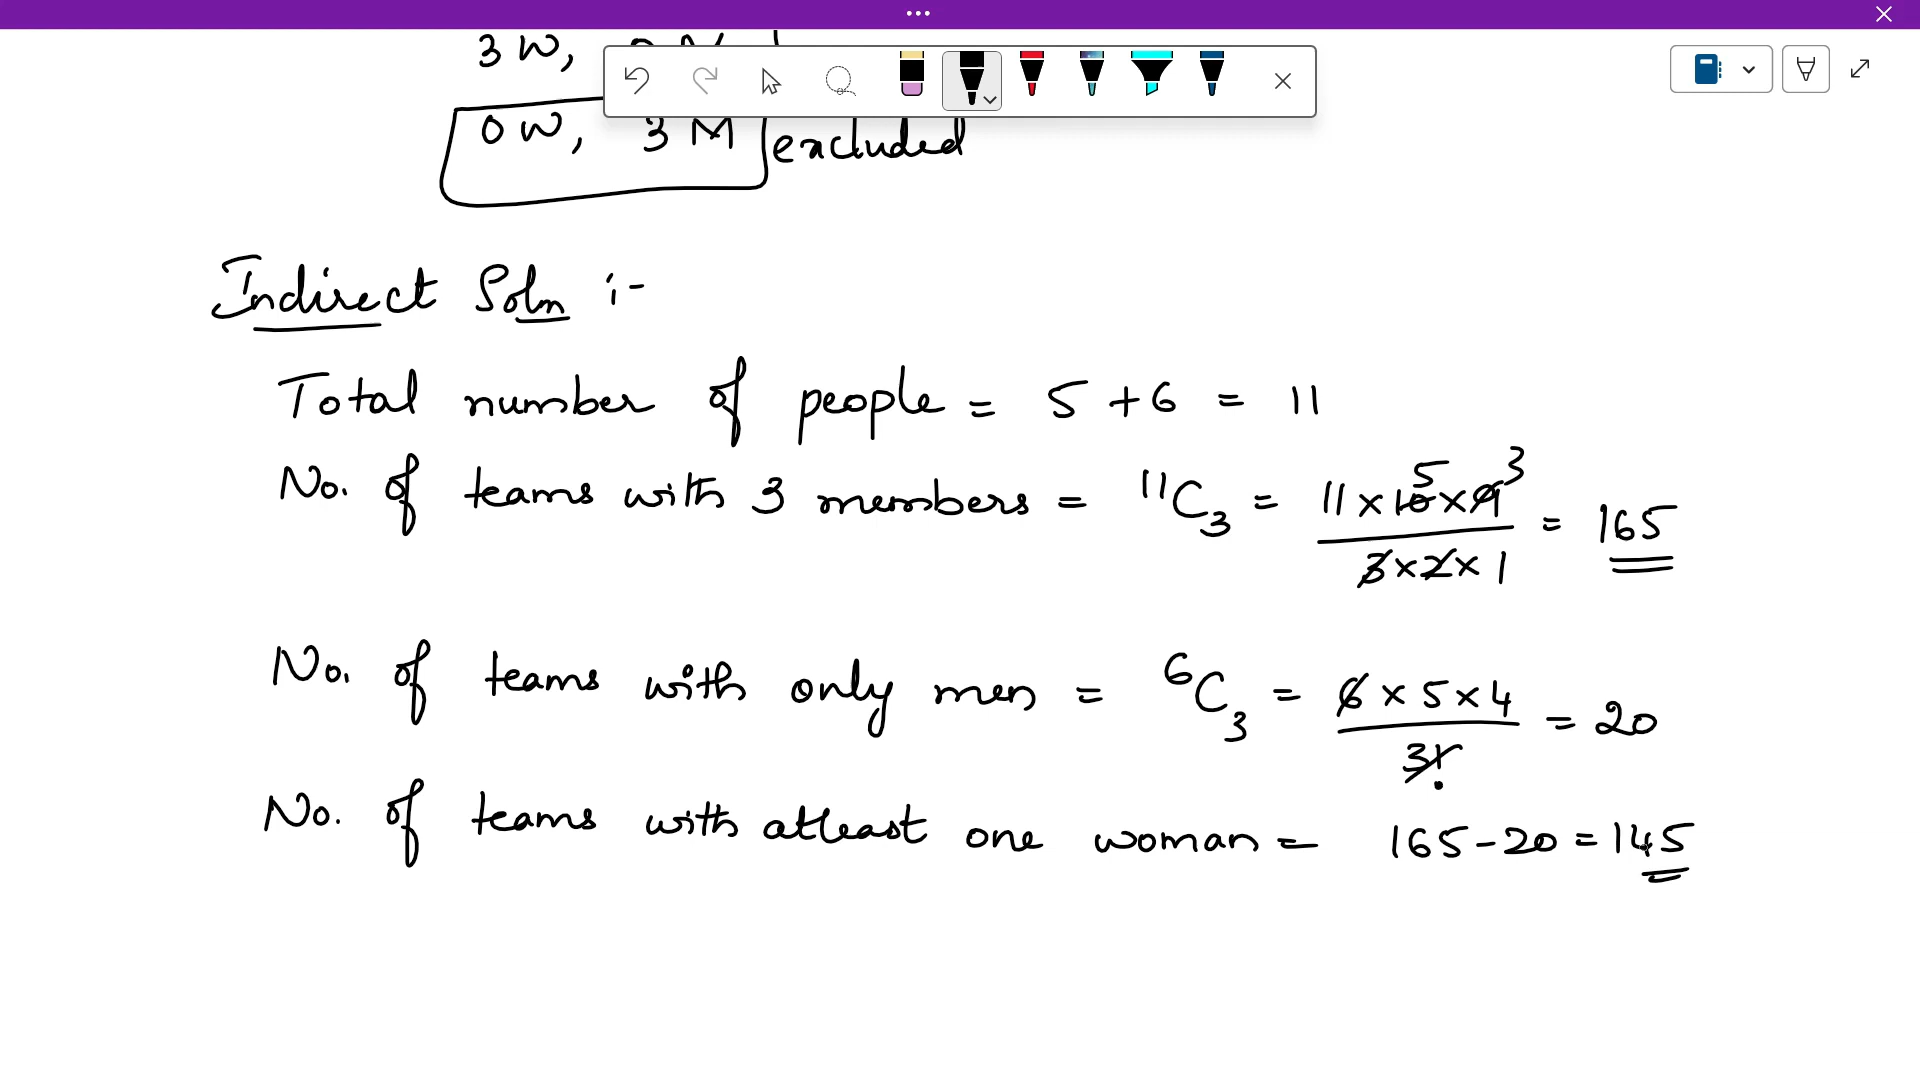 3 W,
0 W, 3 M excluded
Indirect Soln :-
Total number of people = 5 + 6 = 11
No. of teams with 3 members = ¹¹C₃ = 11 x 10 5 x 9 3 / 3 x 2 x 1 = 165
No. of teams with only men = ⁶C₃ = 6 x 5 x 4 / 3! = 20
No. of teams with atleast one woman = 165 - 20 = 145